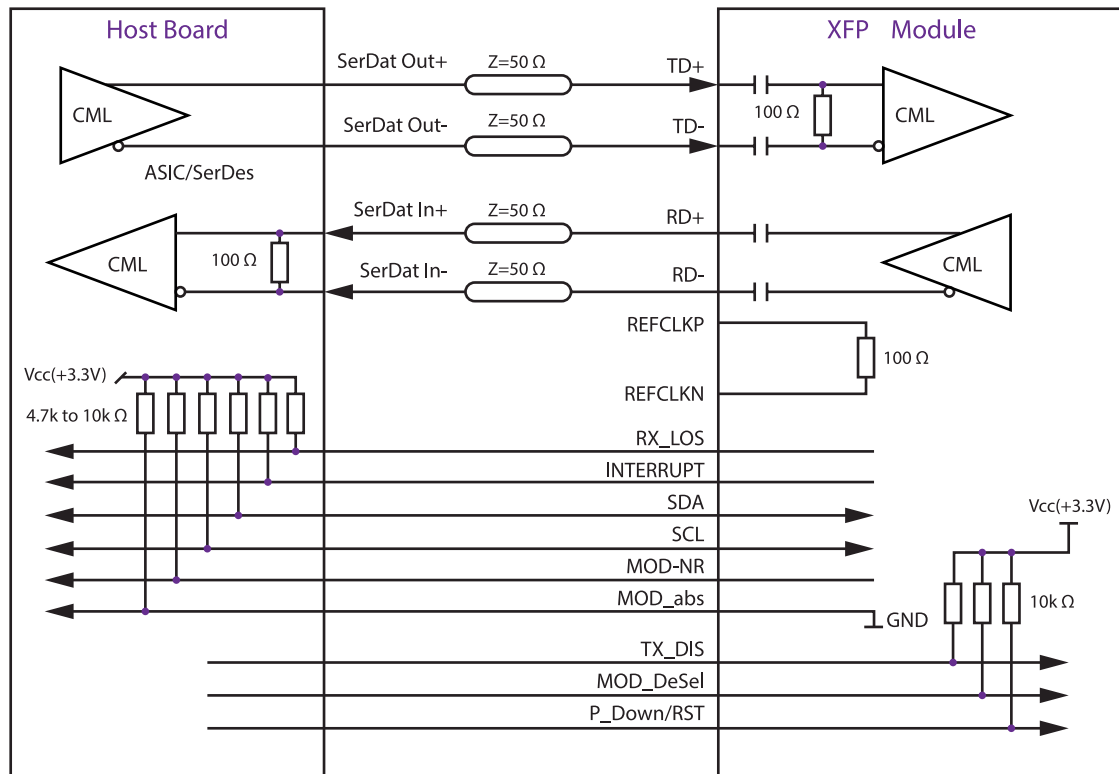 Host Board
XFP Module
SerDat Out+
Z=50 Ω
TD+
CML
100 Ω
CML
SerDat Out-
Z=50 Ω
TD-
ASIC/SerDes
SerDat In+
Z=50 Ω
RD+
CML
100 Ω
SerDat In-
Z=50 Ω
RD-
CML
REFCLKP
100 Ω
REFCLKN
Vcc(+3.3V)
4.7k to 10k Ω
RX_LOS
INTERRUPT
SDA
SCL
MOD-NR
MOD_abs
GND
Vcc(+3.3V)
10k Ω
TX_DIS
MOD_DeSel
P_Down/RST